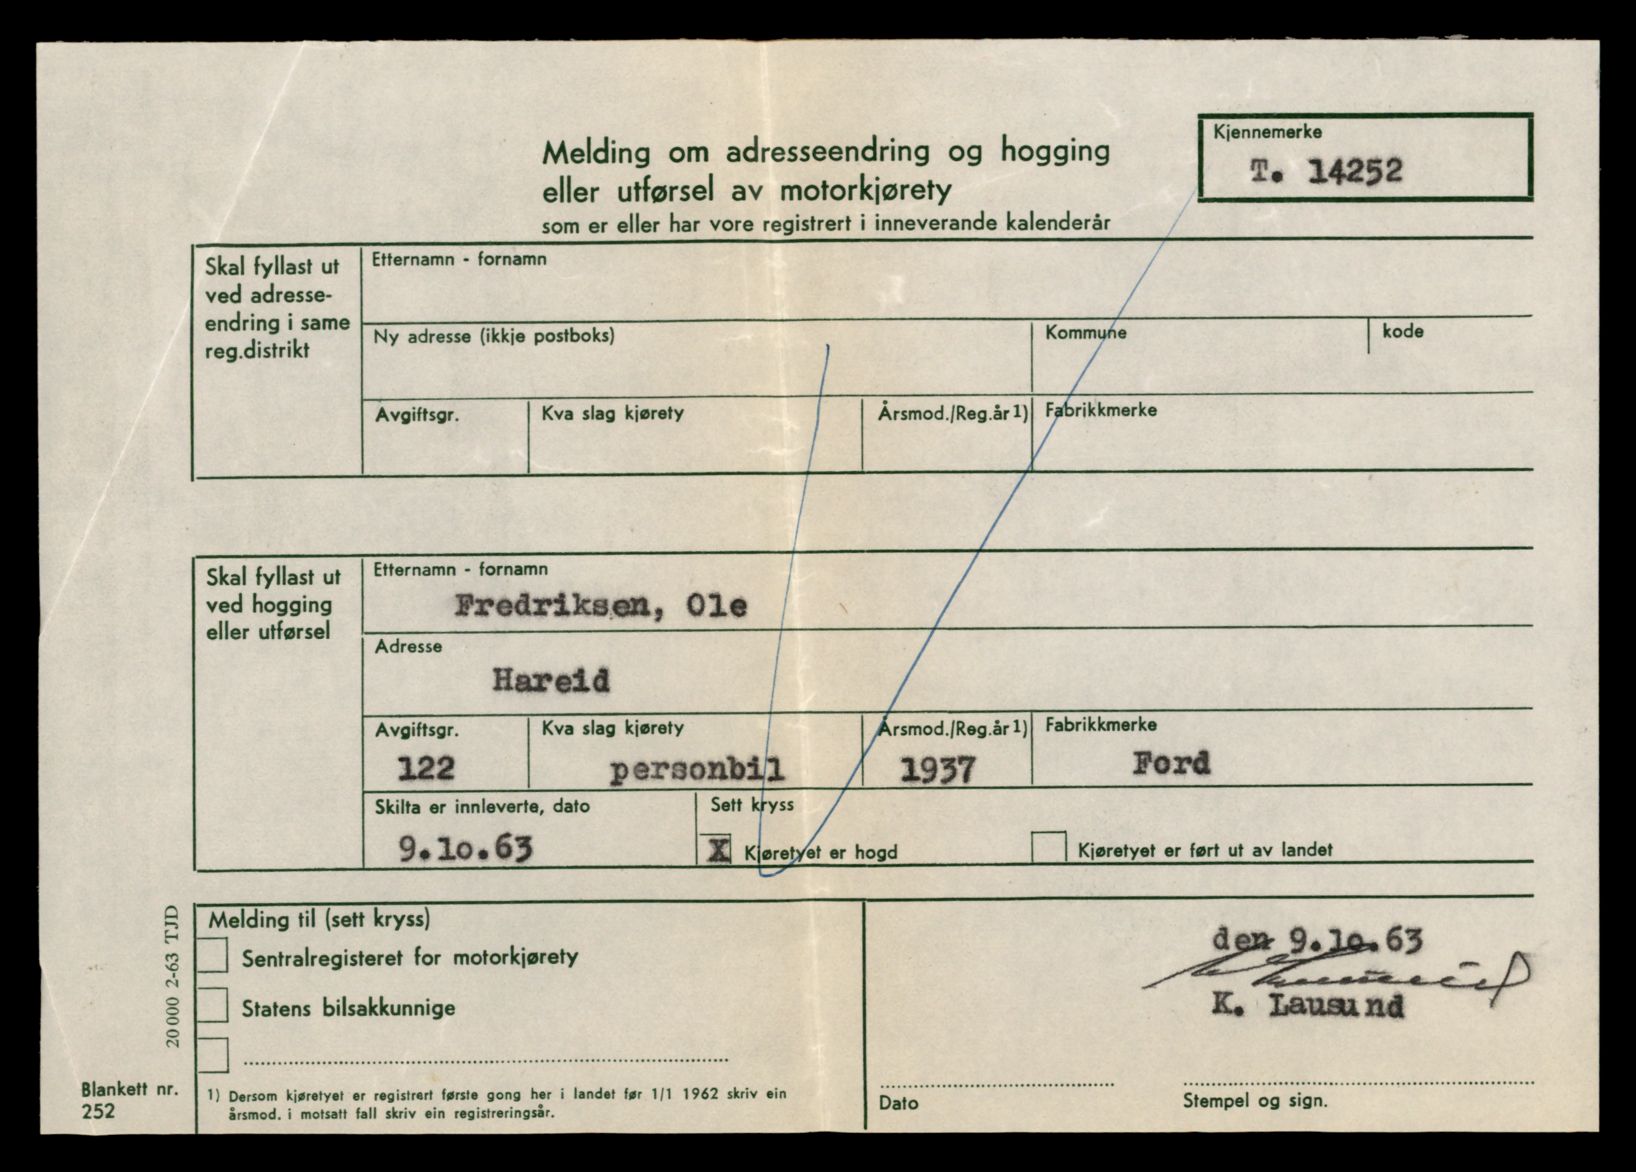 Kjennemerke
T. 14252
Melding om adresseendring og hogging
eller utførsel av motorkjørety
som er eller har vore registrert i inneverande kalenderår
Skal fyllast ut
ved adresse-
endring i same
reg.distrikt
Etternamn - fornamn
Ny adresse (ikkje postboks)
Kommune
kode
Avgiftsgr.
Kva slag kjørety
Årsmod./Reg.år 1)
Fabrikkmerke
Skal fyllast ut
ved hogging
eller utførsel
Etternamn - fornamn
Fredriksen, Ole
Adresse
Hareid
Avgiftsgr.
Kva slag kjørety
Årsmod./Reg.år 1)
Fabrikkmerke
122
personbil
1937
Ford
Skilta er innleverte, dato
Sett kryss
9.1o.63
X Kjøretyet er hogd
Kjøretyet er ført ut av landet
Melding til (sett kryss)
Sentralregisteret for motorkjørety
Statens bilsakkunnige
den 9.1o.63
K. Lausund
20 000 2-63 TJD
Blankett nr.
252
1) Dersom kjøretyet er registrert første gong her i landet før 1/1 1962 skriv ein
årsmod. i motsatt fall skriv ein registreringsår.
Dato
Stempel og sign.